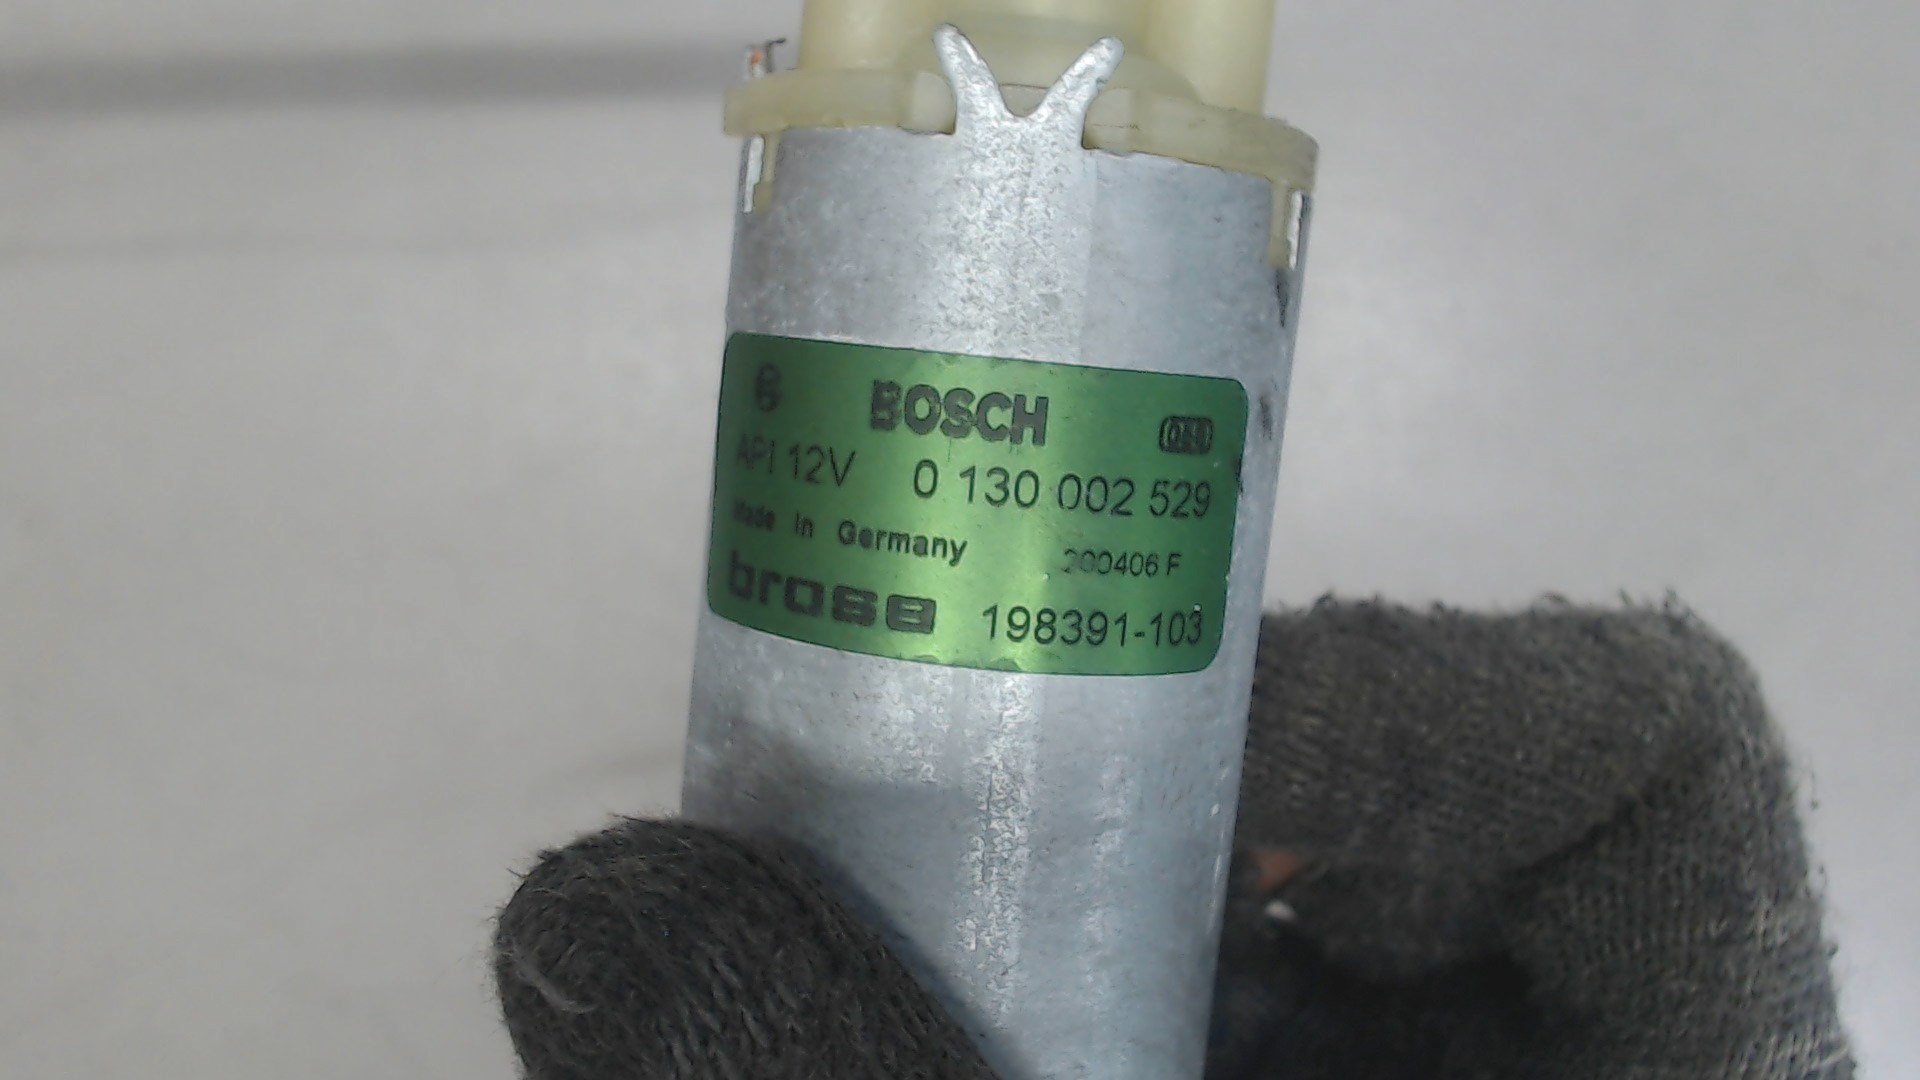 BOSCH
API 12V 0 130 002 529
Made in Germany 200406 F
brose 198391-103